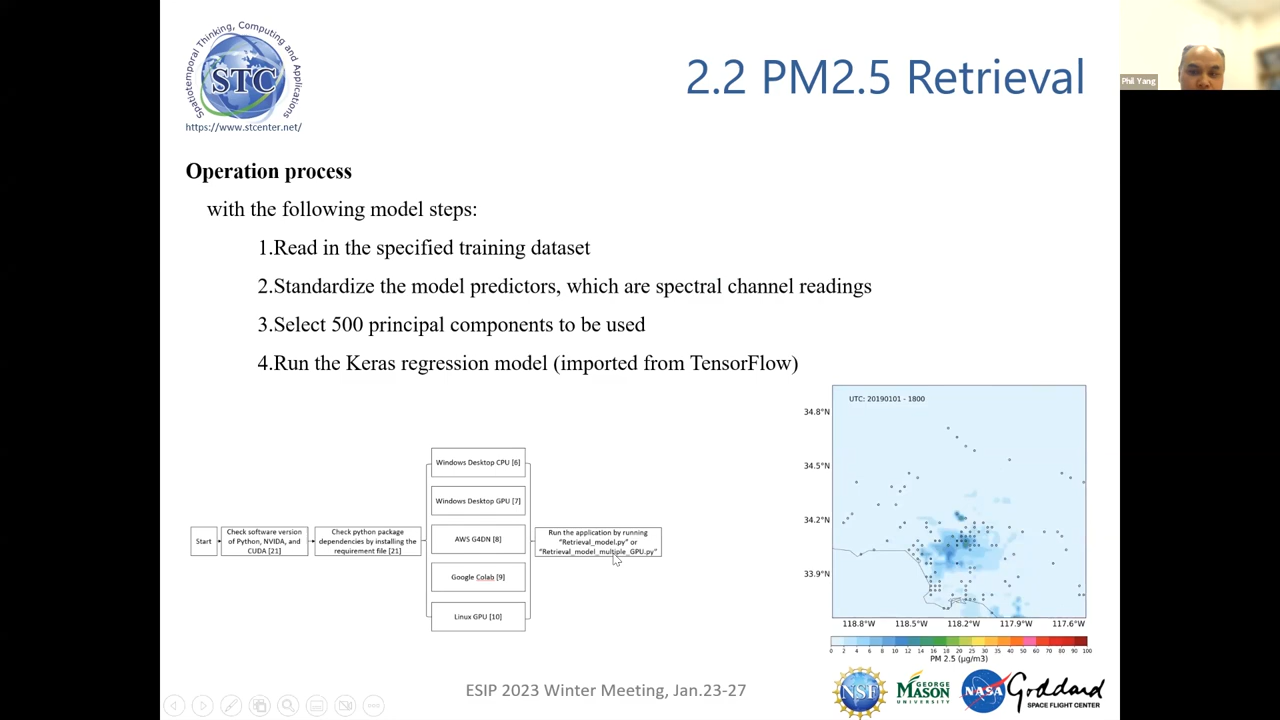 Spatiotemporal Thinking, Computing and Applications
STC
https://www.stcenter.net/
2.2 PM2.5 Retrieval
Phil Yang
Operation process
with the following model steps:
1.Read in the specified training dataset
2.Standardize the model predictors, which are spectral channel readings
3.Select 500 principal components to be used
4.Run the Keras regression model (imported from TensorFlow)
Start
Check software version
of Python, NVIDIA, and
CUDA [21]
Check python package
dependencies by installing the
requirement file [21]
Windows Desktop CPU [6]
Windows Desktop GPU [7]
AWS G4DN [8]
Google Colab [9]
Linux GPU [10]
Run the application by running
"Retrieval_model.py" or
"Retrieval_model_multiple_GPU.py"
UTC: 20190101 - 1800
34.8°N
34.5°N
34.2°N
33.9°N
118.8°W 118.5°W 118.2°W 117.9°W 117.6°W
0 2 4 6 8 10 12 14 16 18 20 25 30 35 40 50 60 70 80 90 100
PM 2.5 (µg/m3)
ESIP 2023 Winter Meeting, Jan.23-27
NSF
GEORGE
MASON
UNIVERSITY
NASA
Goddard
SPACE FLIGHT CENTER